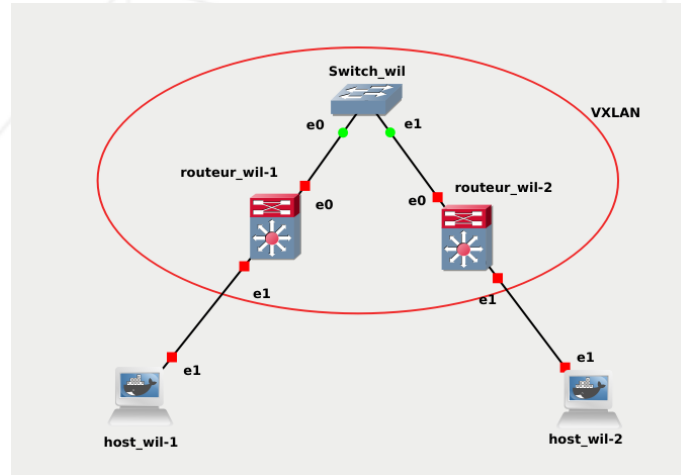 Switch_wil
e0
e1
VXLAN
routeur_wil-1
routeur_wil-2
e0
e0
e1
e1
e1
e1
host_wil-1
host_wil-2